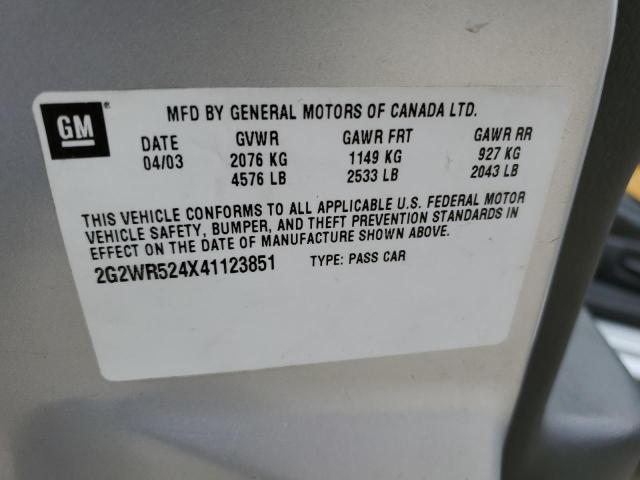 GM®
MFD BY GENERAL MOTORS OF CANADA LTD.
DATE GVWR GAWR FRT GAWR RR
04/03 2076 KG 1149 KG 927 KG
4576 LB 2533 LB 2043 LB
THIS VEHICLE CONFORMS TO ALL APPLICABLE U.S. FEDERAL MOTOR
VEHICLE SAFETY, BUMPER, AND THEFT PREVENTION STANDARDS IN
EFFECT ON THE DATE OF MANUFACTURE SHOWN ABOVE.
2G2WR524X41123851 TYPE: PASS CAR